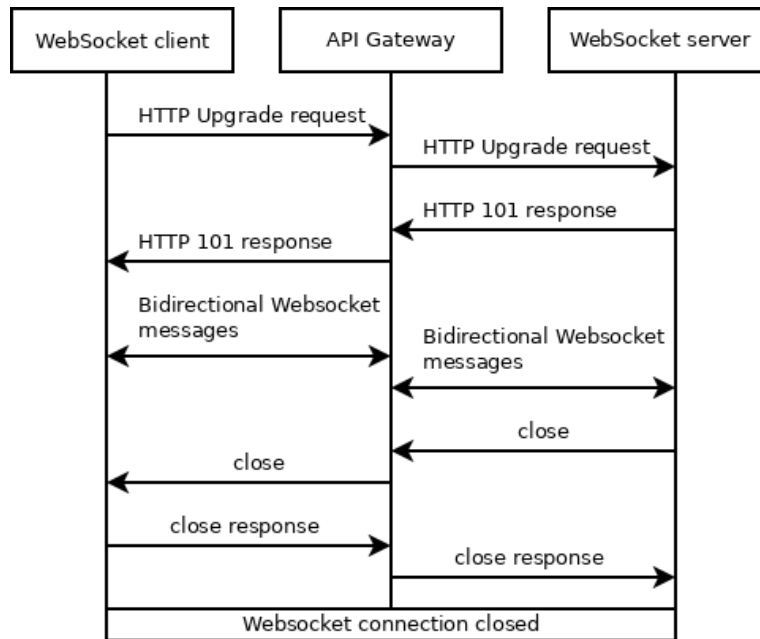 WebSocket client
API Gateway
WebSocket server
HTTP Upgrade request
HTTP Upgrade request
HTTP 101 response
HTTP 101 response
Bidirectional Websocket
messages
Bidirectional Websocket
messages
close
close
close response
close response
Websocket connection closed